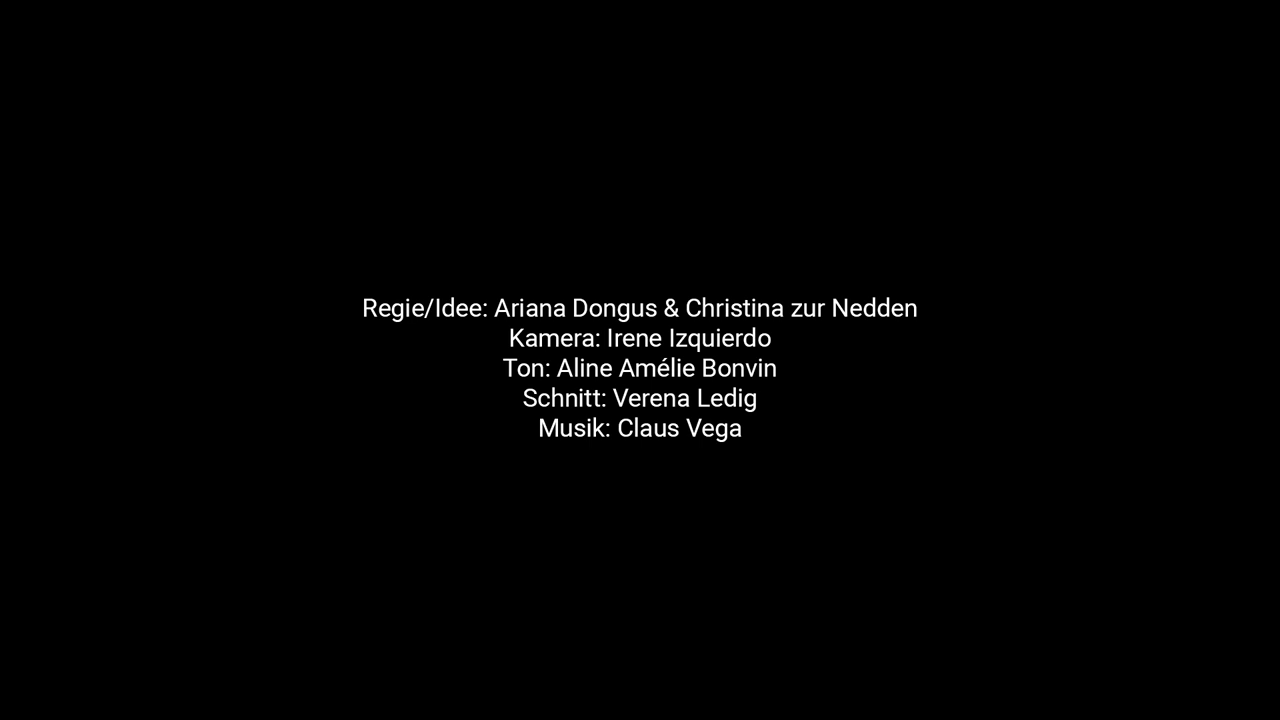 Regie/Idee: Ariana Dongus & Christina zur Nedden
Kamera: Irene Izquierdo
Ton: Aline Amélie Bonvin
Schnitt: Verena Ledig
Musik: Claus Vega